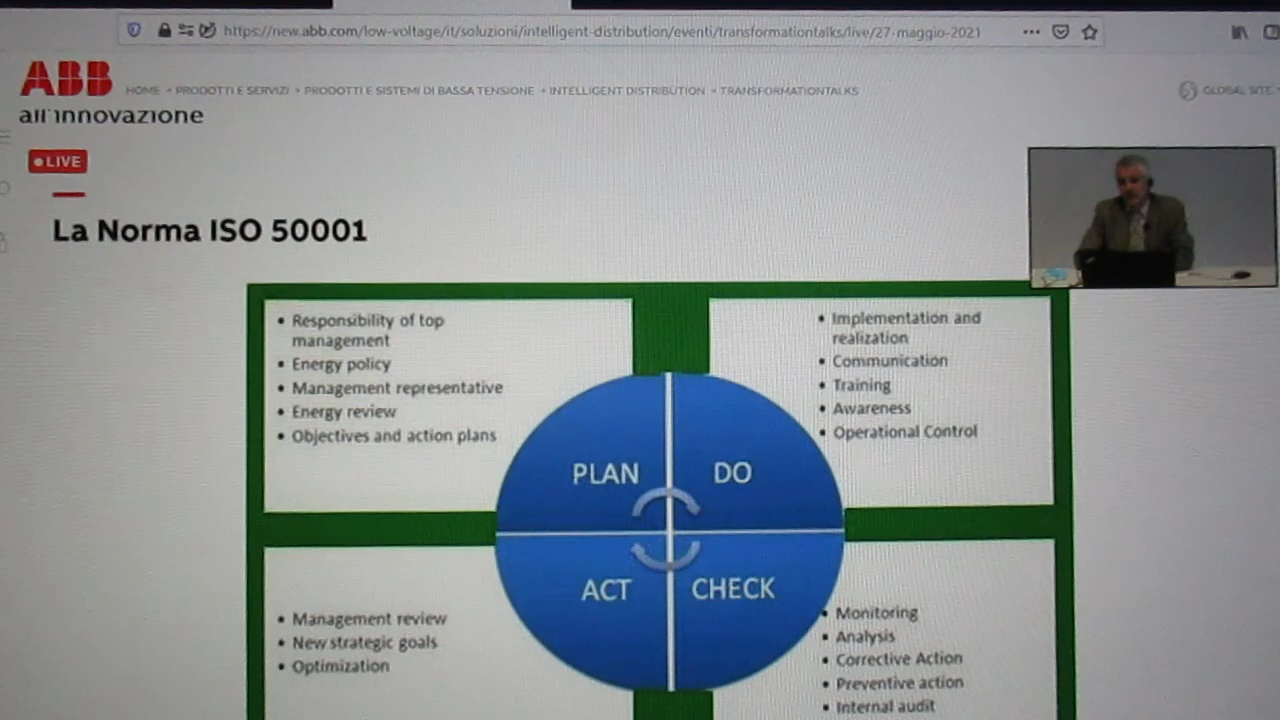 https://new.abb.com/low-voltage/it/soluzioni/intelligent-distribution/eventi/transformationtalks/live/27-maggio-2021
ABB
HOME › PRODOTTI E SERVIZI › PRODOTTI E SISTEMI DI BASSA TENSIONE › INTELLIGENT DISTRIBUTION › TRANSFORMATIONTALKS
GLOBAL SITE
all'innovazione
LIVE
La Norma ISO 50001
• Responsibility of top
management
• Energy policy
• Management representative
• Energy review
• Objectives and action plans
• Implementation and
realization
• Communication
• Training
• Awareness
• Operational Control
PLAN
DO
ACT
CHECK
• Management review
• New strategic goals
• Optimization
• Monitoring
• Analysis
• Corrective Action
• Preventive action
• Internal audit